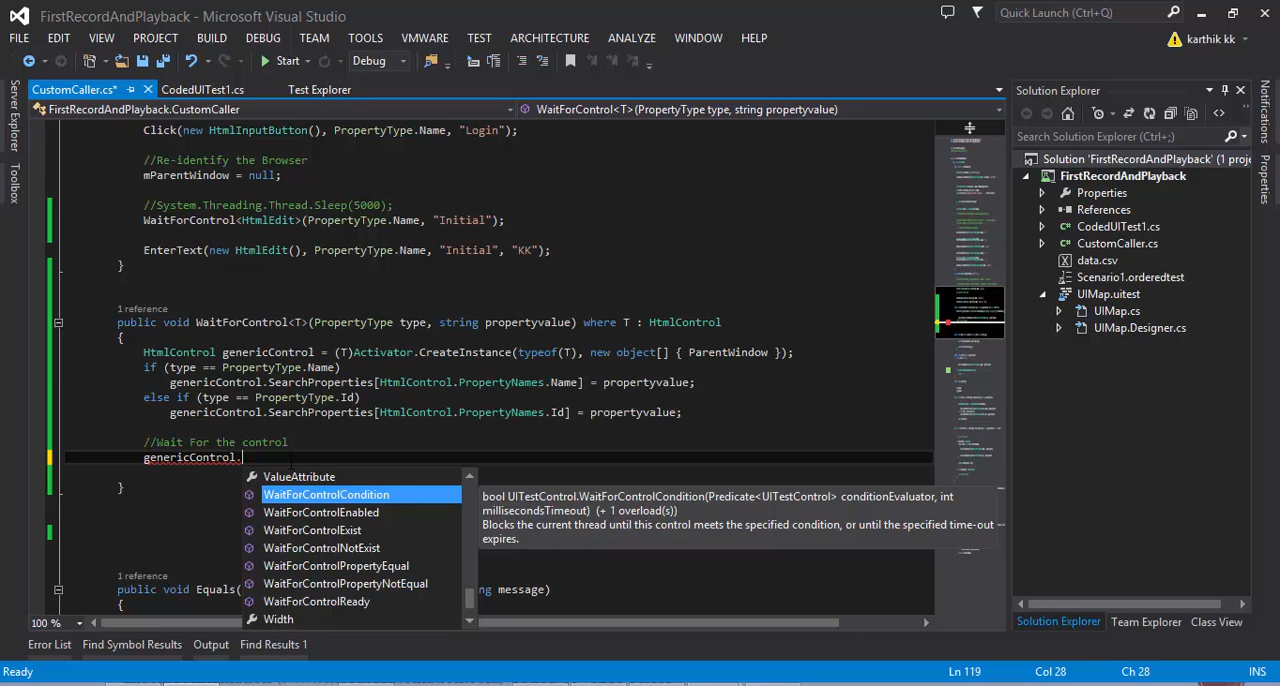 FirstRecordAndPlayback - Microsoft Visual Studio
Quick Launch (Ctrl+Q)
FILE EDIT VIEW PROJECT BUILD DEBUG TEAM TOOLS VMWARE TEST ARCHITECTURE ANALYZE WINDOW HELP
karthik kk
Start Debug
CustomCaller.cs* CodedUITest1.cs Test Explorer
Solution Explorer
FirstRecordAndPlayback.CustomCaller WaitForControl<T>(PropertyType type, string propertyvalue)
Server Explorer
Toolbox
Notifications
Properties
Click(new HtmlInputButton(), PropertyType.Name, "Login");
//Re-identify the Browser
mParentWindow = null;
//System.Threading.Thread.Sleep(5000);
WaitForControl<HtmlEdit>(PropertyType.Name, "Initial");
EnterText(new HtmlEdit(), PropertyType.Name, "Initial", "KK");
}
1 reference
public void WaitForControl<T>(PropertyType type, string propertyvalue) where T : HtmlControl
{
HtmlControl genericControl = (T)Activator.CreateInstance(typeof(T), new object[] { ParentWindow });
if (type == PropertyType.Name)
genericControl.SearchProperties[HtmlControl.PropertyNames.Name] = propertyvalue;
else if (type == PropertyType.Id)
genericControl.SearchProperties[HtmlControl.PropertyNames.Id] = propertyvalue;
//Wait For the control
genericControl.
}
ValueAttribute
WaitForControlCondition
WaitForControlEnabled
WaitForControlExist
WaitForControlNotExist
WaitForControlPropertyEqual
WaitForControlPropertyNotEqual
WaitForControlReady
Width
bool UITestControl.WaitForControlCondition(Predicate<UITestControl> conditionEvaluator, int
millisecondsTimeout) (+ 1 overload(s))
Blocks the current thread until this control meets the specified condition, or until the specified time-out
expires.
1 reference
public void Equals( ng message)
{
Search Solution Explorer (Ctrl+;)
Solution 'FirstRecordAndPlayback' (1 proje
FirstRecordAndPlayback
Properties
References
CodedUITest1.cs
CustomCaller.cs
data.csv
Scenario1.orderedtest
UIMap.uitest
UIMap.cs
UIMap.Designer.cs
100 %
Solution Explorer Team Explorer Class View
Error List Find Symbol Results Output Find Results 1
Ready Ln 119 Col 28 Ch 28 INS